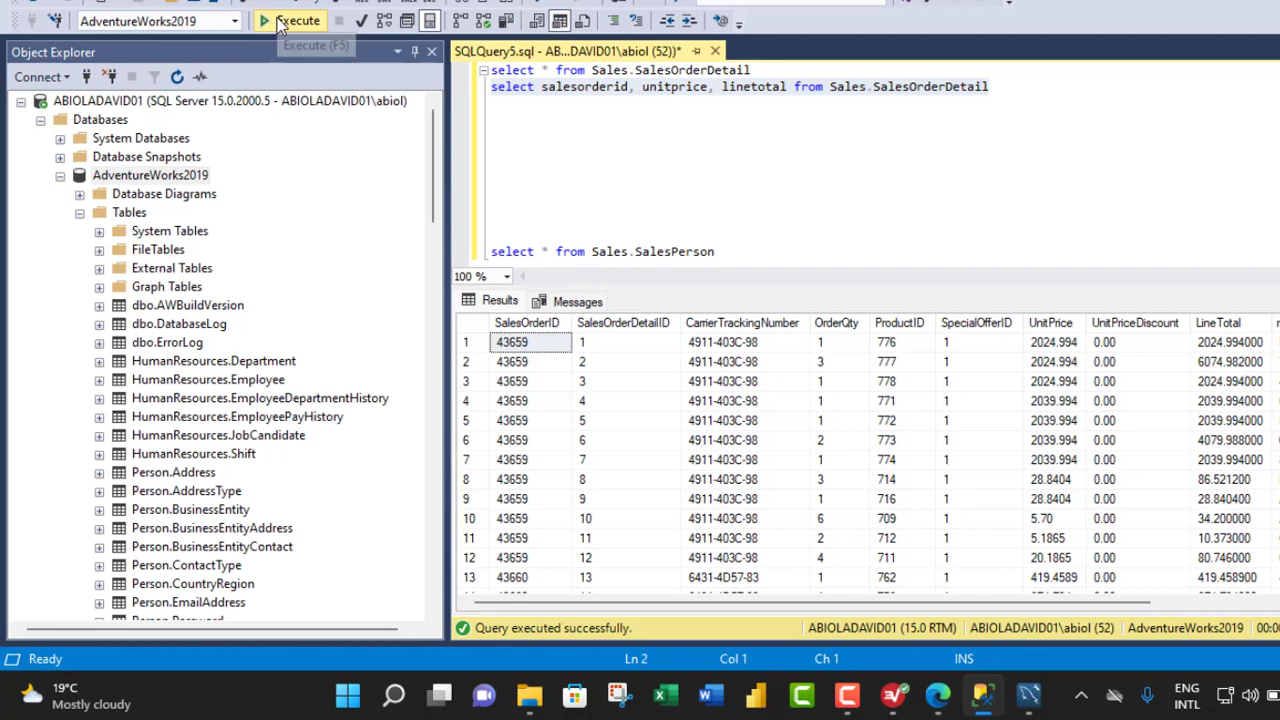 AdventureWorks2019
Execute
Execute (F5)
Object Explorer
SQLQuery5.sql - AB...DAVID01\abiol (52))*
Connect
ABIOLADAVID01 (SQL Server 15.0.2000.5 - ABIOLADAVID01\abiol)
Databases
System Databases
Database Snapshots
AdventureWorks2019
Database Diagrams
Tables
System Tables
FileTables
External Tables
Graph Tables
dbo.AWBuildVersion
dbo.DatabaseLog
dbo.ErrorLog
HumanResources.Department
HumanResources.Employee
HumanResources.EmployeeDepartmentHistory
HumanResources.EmployeePayHistory
HumanResources.JobCandidate
HumanResources.Shift
Person.Address
Person.AddressType
Person.BusinessEntity
Person.BusinessEntityAddress
Person.BusinessEntityContact
Person.ContactType
Person.CountryRegion
Person.EmailAddress
select * from Sales.SalesOrderDetail
select salesorderid, unitprice, linetotal from Sales.SalesOrderDetail
select * from Sales.SalesPerson
100 %
Results Messages
SalesOrderID SalesOrderDetailID CarrierTrackingNumber OrderQty ProductID SpecialOfferID UnitPrice UnitPriceDiscount LineTotal
1 43659 1 4911-403C-98 1 776 1 2024.994 0.00 2024.994000
2 43659 2 4911-403C-98 3 777 1 2024.994 0.00 6074.982000
3 43659 3 4911-403C-98 1 778 1 2024.994 0.00 2024.994000
4 43659 4 4911-403C-98 1 771 1 2039.994 0.00 2039.994000
5 43659 5 4911-403C-98 1 772 1 2039.994 0.00 2039.994000
6 43659 6 4911-403C-98 2 773 1 2039.994 0.00 4079.988000
7 43659 7 4911-403C-98 1 774 1 2039.994 0.00 2039.994000
8 43659 8 4911-403C-98 3 714 1 28.8404 0.00 86.521200
9 43659 9 4911-403C-98 1 716 1 28.8404 0.00 28.840400
10 43659 10 4911-403C-98 6 709 1 5.70 0.00 34.200000
11 43659 11 4911-403C-98 2 712 1 5.1865 0.00 10.373000
12 43659 12 4911-403C-98 4 711 1 20.1865 0.00 80.746000
13 43660 13 6431-4D57-83 1 762 1 419.4589 0.00 419.458900
Query executed successfully. ABIOLADAVID01 (15.0 RTM) ABIOLADAVID01\abiol (52) AdventureWorks2019
Ready Ln 2 Col 1 Ch 1 INS
19°C
Mostly cloudy
ENG
INTL